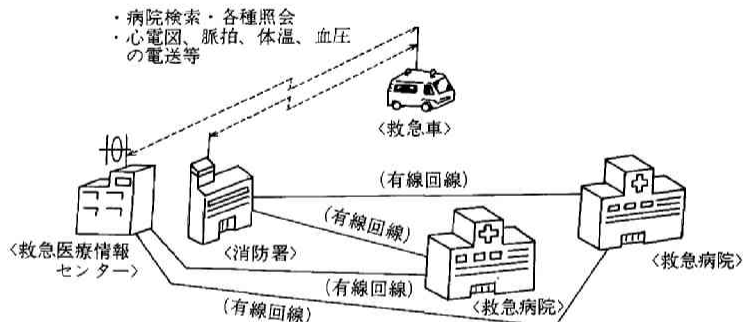 ・病院検索・各種照会
・心電図、脈拍、体温、血圧
の電送等
<救急車>
(有線回線)
(有線回線)
<救急医療情報
センター>
<消防署>
(有線回線)
<救急病院>
<救急病院>
(有線回線)